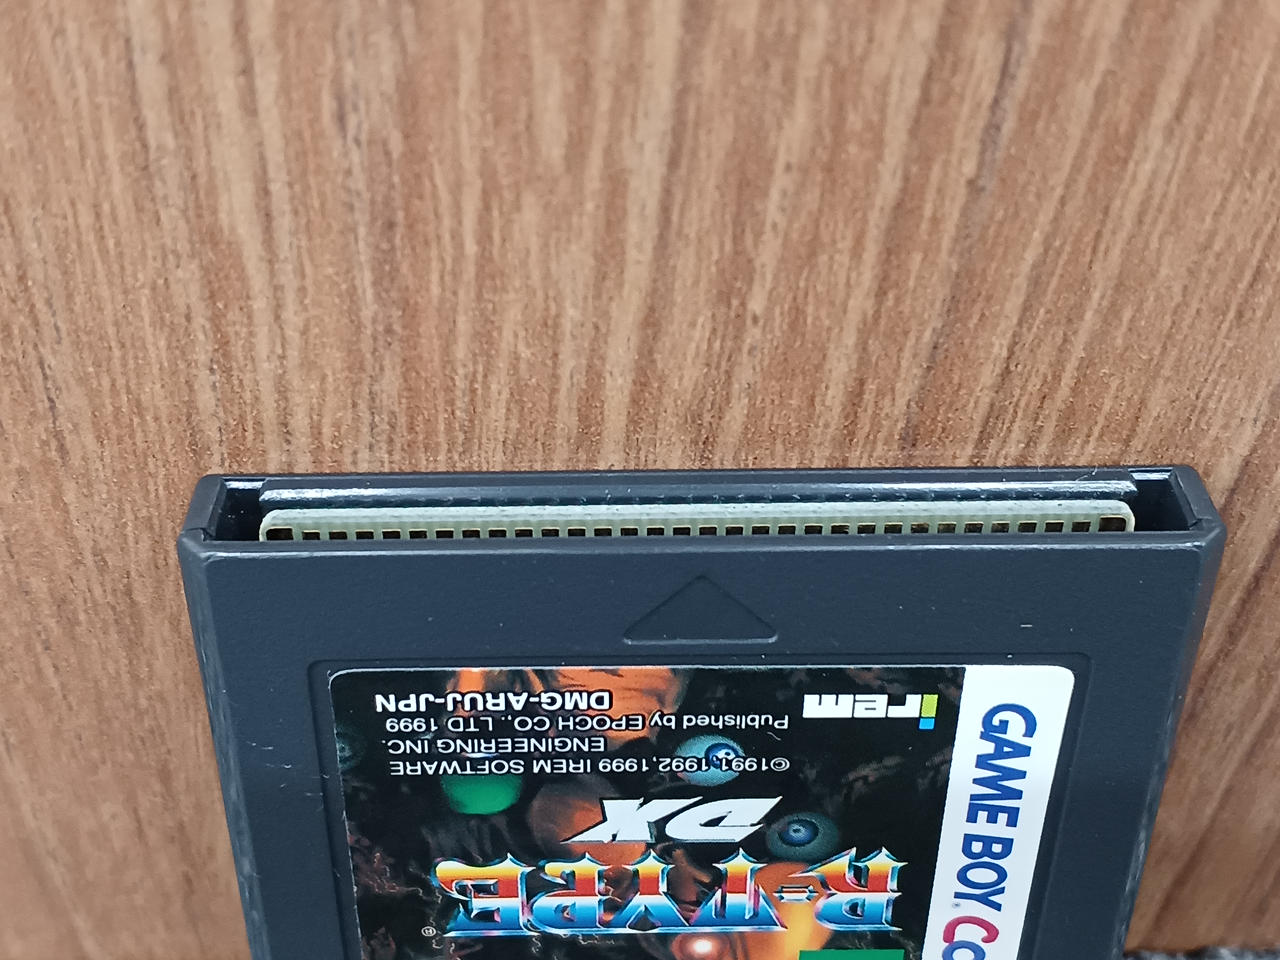 GAME BOY. Co
R-TYPE®
DX
©1991,1992,1999 IREM SOFTWARE
ENGINEERING INC.
Published by EPOCH CO., LTD 1999
DMG-ARUJ-JPN
irem